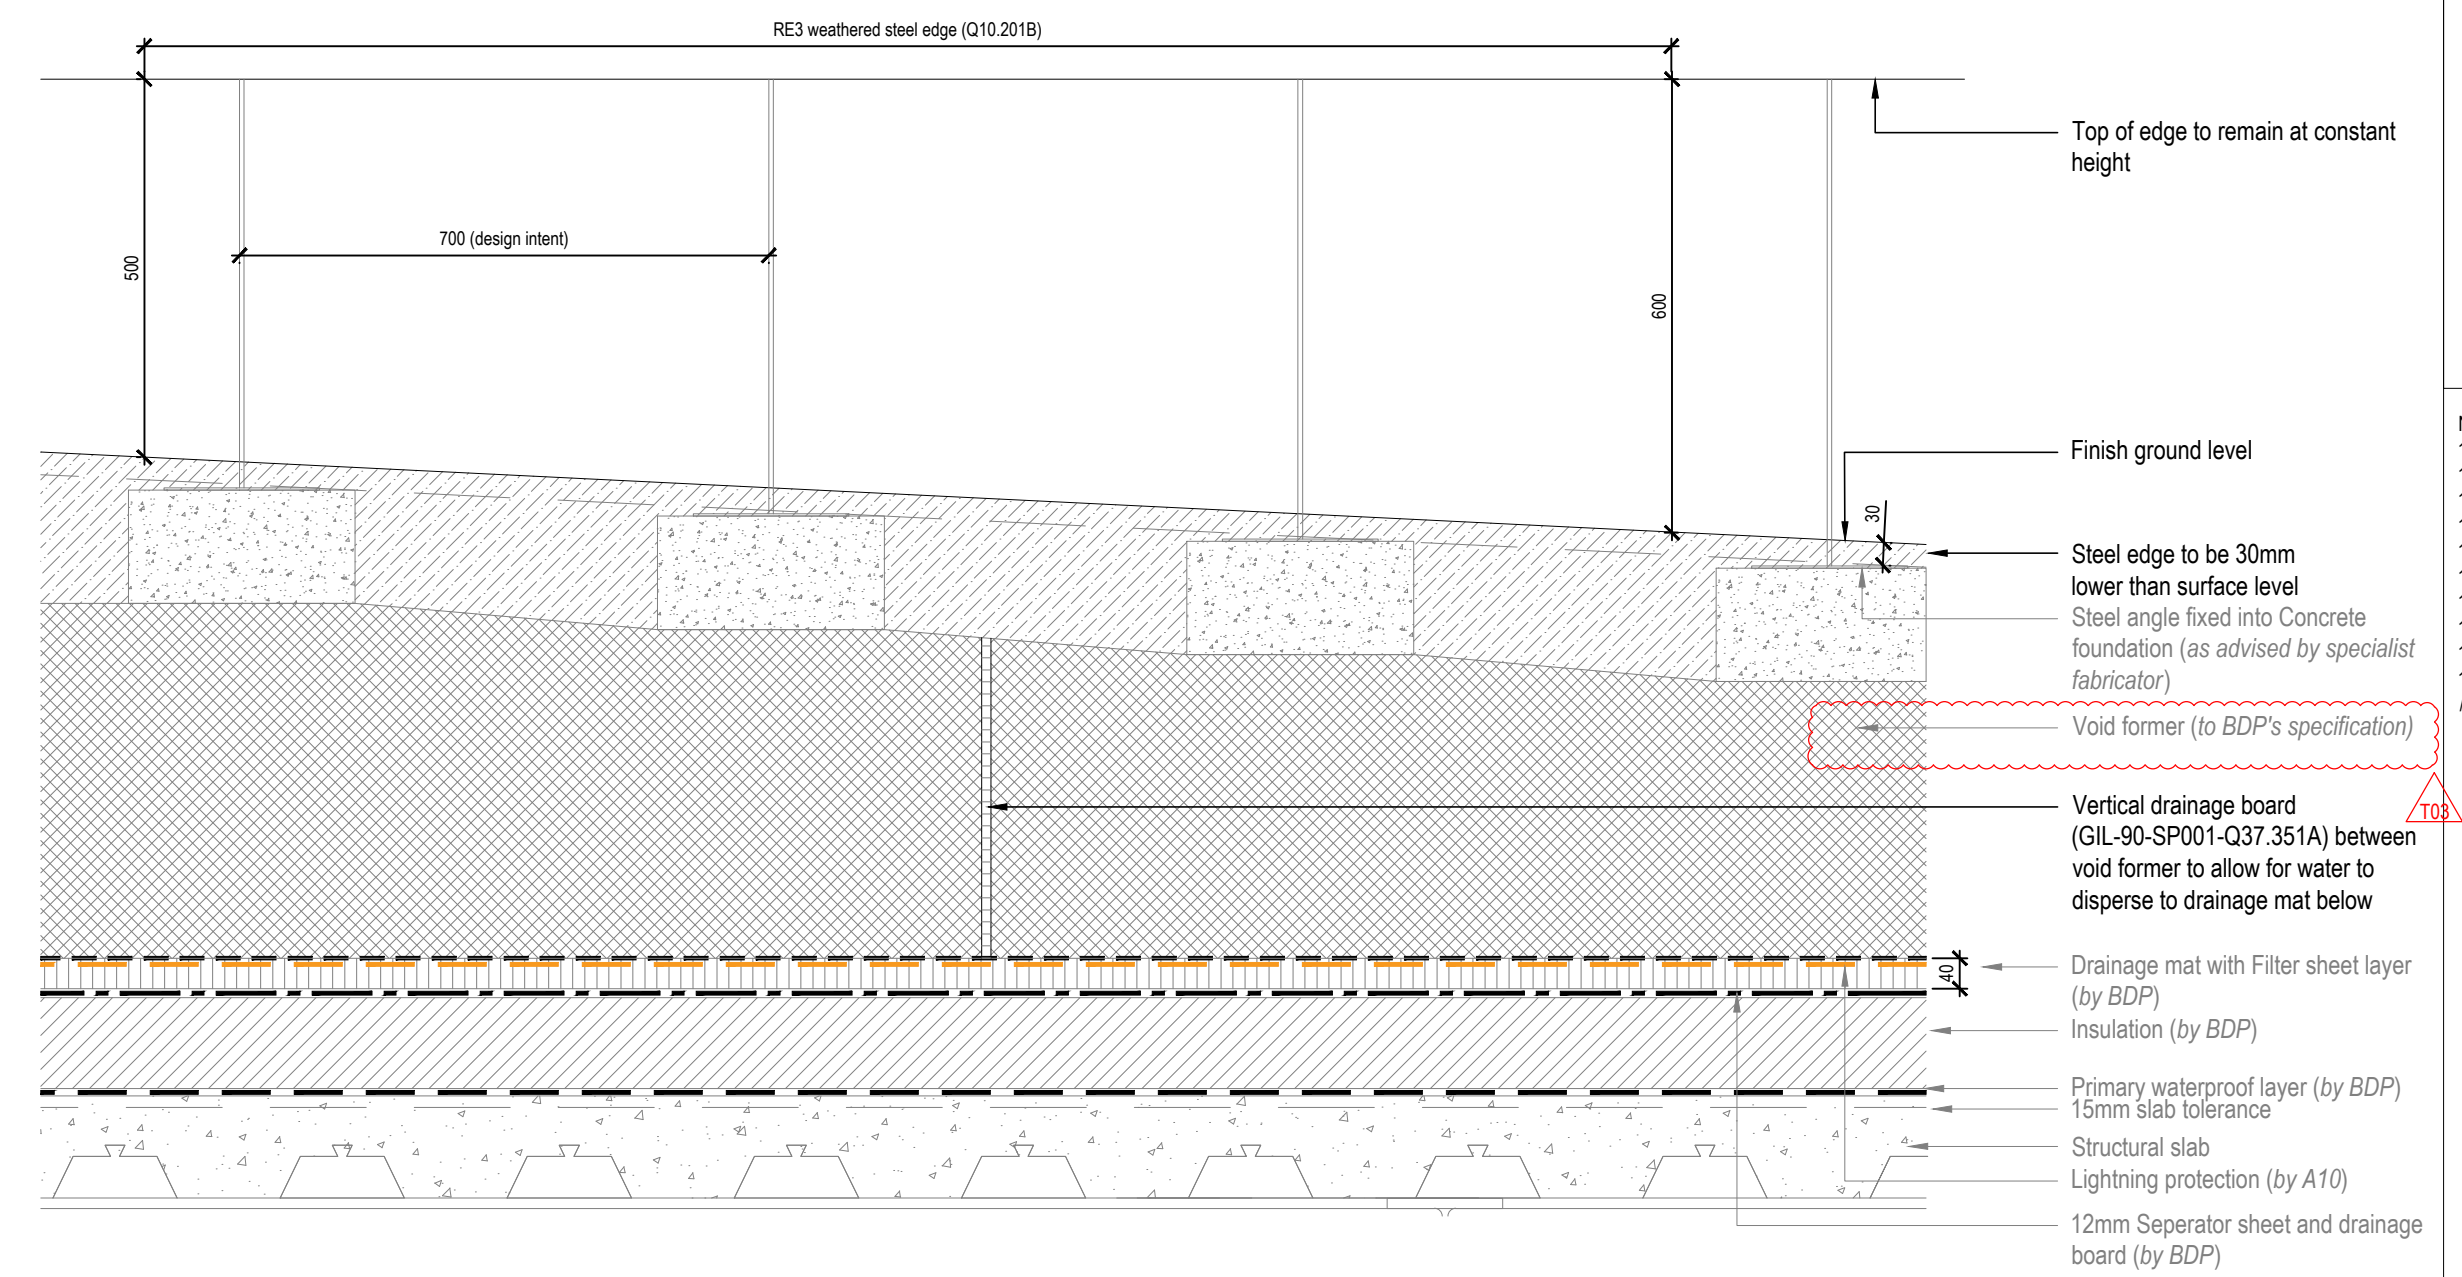 RE3 weathered steel edge (Q10.201B)
Top of edge to remain at constant
height
700 (design intent)
500
600
Finish ground level
30
Steel edge to be 30mm
lower than surface level
Steel angle fixed into Concrete
foundation (as advised by specialist
fabricator)
Void former (to BDP's specification)
T03
Vertical drainage board
(GIL-90-SP001-Q37.351A) between
void former to allow for water to
disperse to drainage mat below
40
Drainage mat with Filter sheet layer
(by BDP)
Insulation (by BDP)
Primary waterproof layer (by BDP)
15mm slab tolerance
Structural slab
Lightning protection (by A10)
12mm Seperator sheet and drainage
board (by BDP)